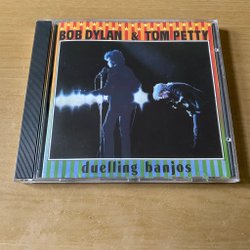 BOB DYLAN & TOM PETTY
duelling banjos